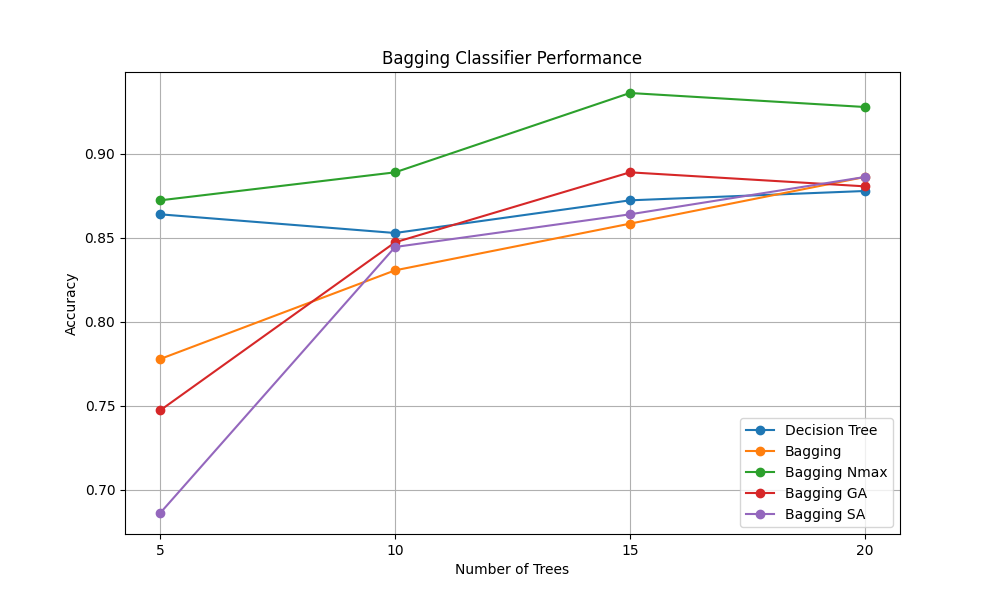 Bagging Classifier Performance
Accuracy
0.90
0.85
0.80
0.75
0.70
5 10 15 20
Number of Trees
Decision Tree
Bagging
Bagging Nmax
Bagging GA
Bagging SA